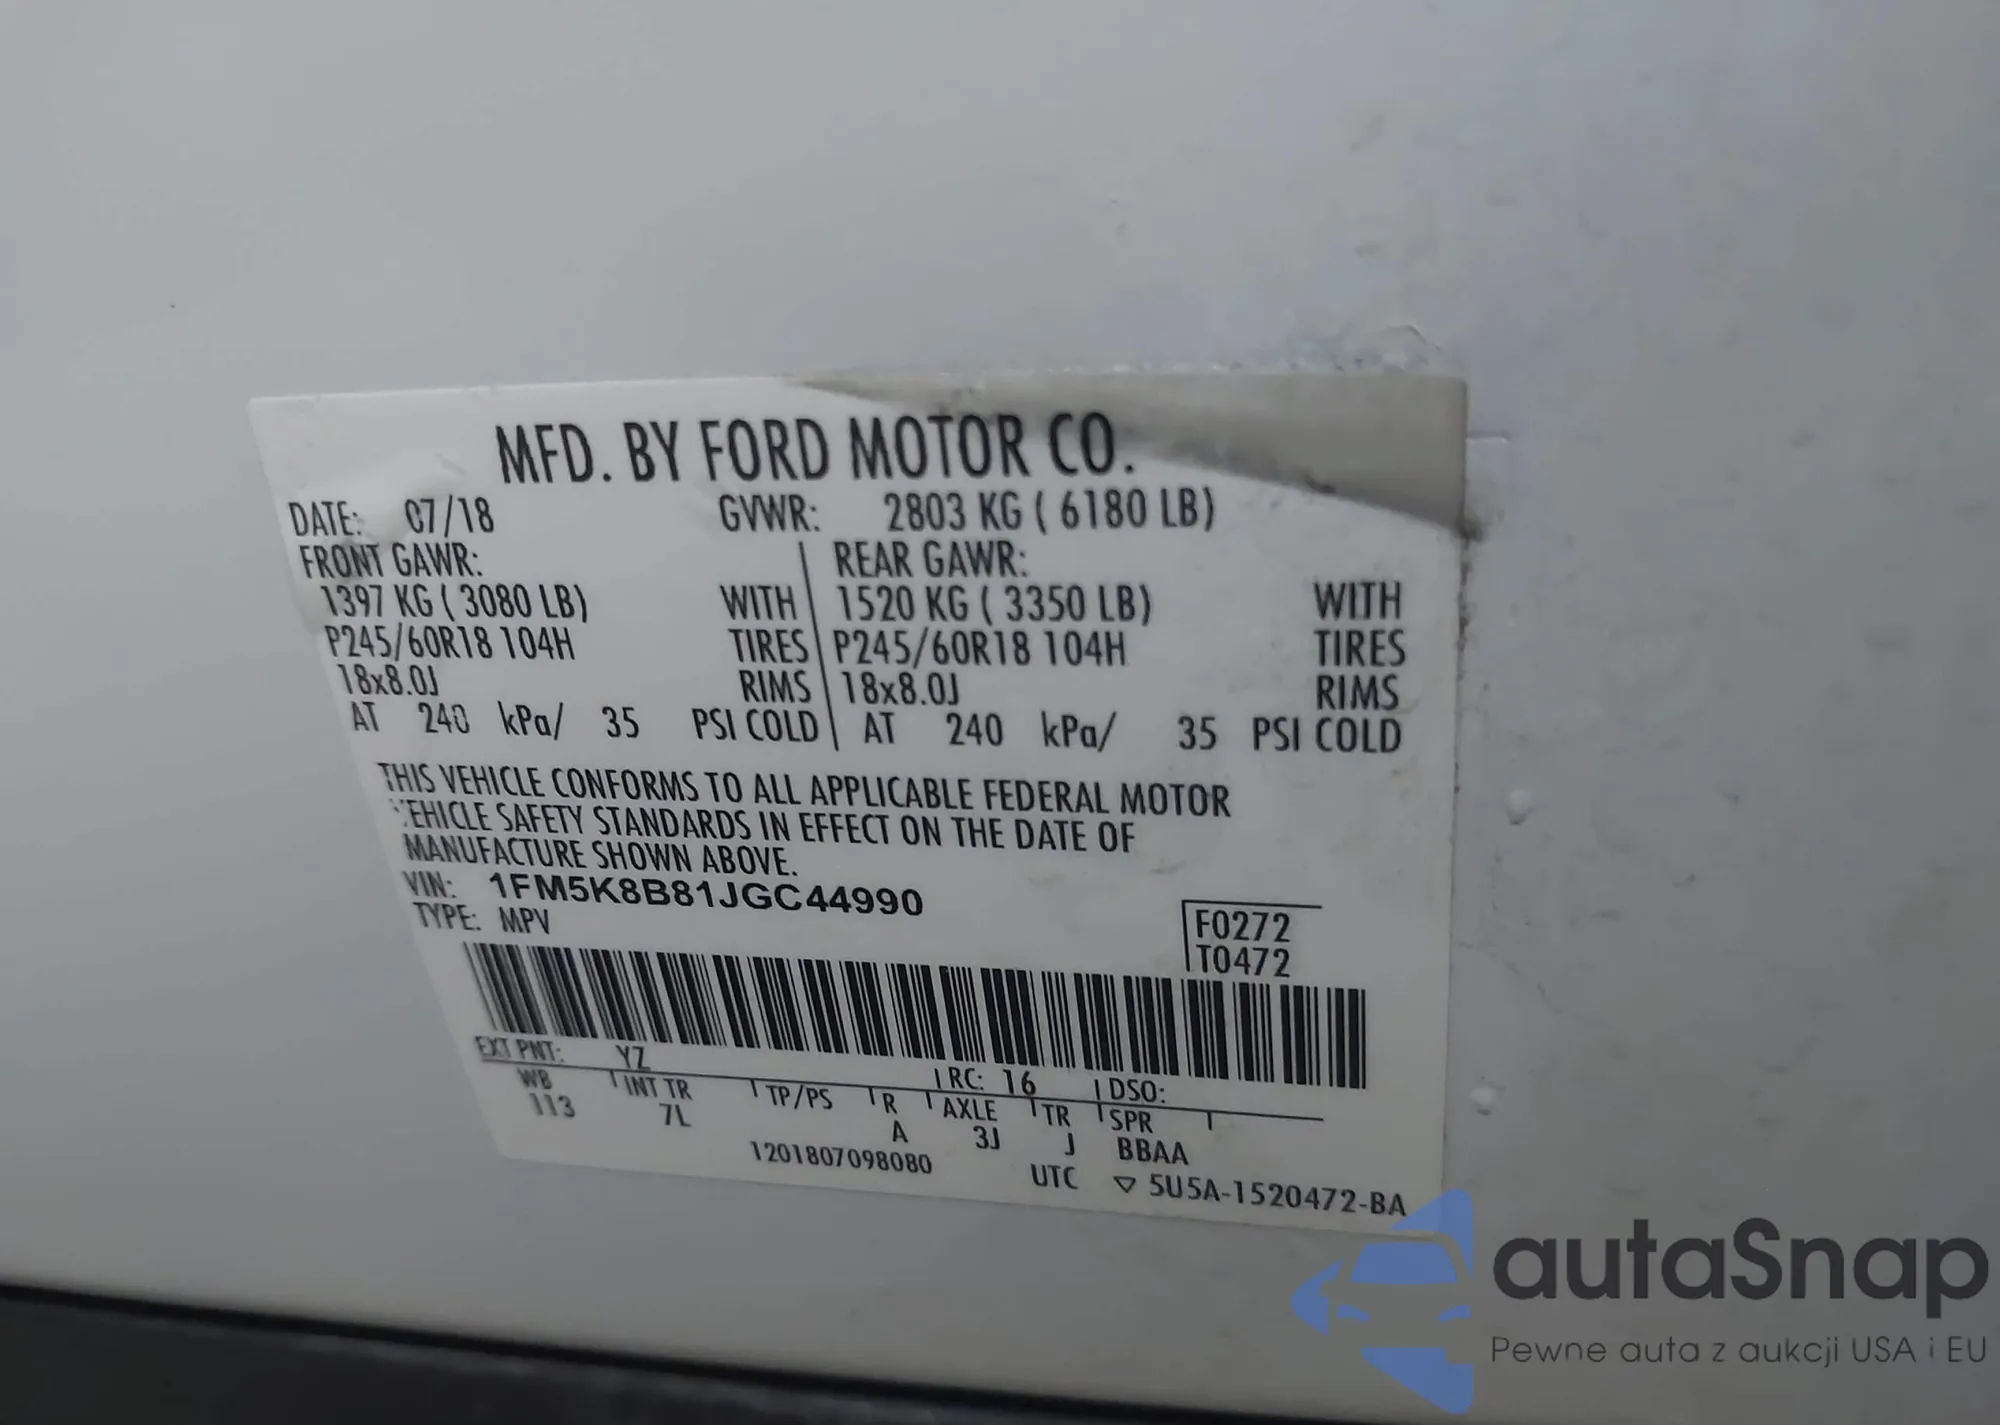 MFD. BY FORD MOTOR CO.
DATE: 07/18 GVWR: 2803 KG ( 6180 LB)
FRONT GAWR: REAR GAWR:
1397 KG ( 3080 LB) WITH 1520 KG ( 3350 LB) WITH
P245/60R18 104H TIRES P245/60R18 104H TIRES
18x8.0J RIMS 18x8.0J RIMS
AT 240 kPa/ 35 PSI COLD AT 240 kPa/ 35 PSI COLD
THIS VEHICLE CONFORMS TO ALL APPLICABLE FEDERAL MOTOR
VEHICLE SAFETY STANDARDS IN EFFECT ON THE DATE OF
MANUFACTURE SHOWN ABOVE.
VIN: 1FM5K8B81JGC44990
TYPE: MPV
F0272
T0472
EXT PNT: YZ RC: 16 DSO:
WB INT TR TP/PS R AXLE TR SPR
113 7L A 3J J BBAA
1201807098080 UTC ▽ 5U5A-1520472-BA
autaSnap
Pewne auta z aukcji USA i EU